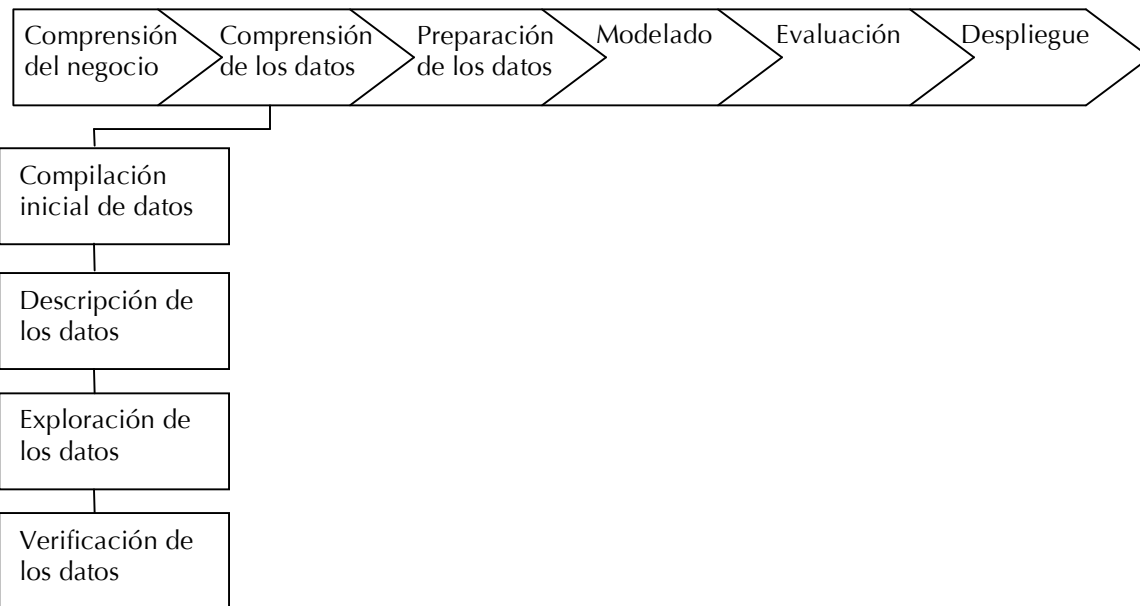 Comprensión
del negocio
Comprensión
de los datos
Preparación
de los datos
Modelado
Evaluación
Despliegue
Compilación
inicial de datos
Descripción de
los datos
Exploración de
los datos
Verificación de
los datos